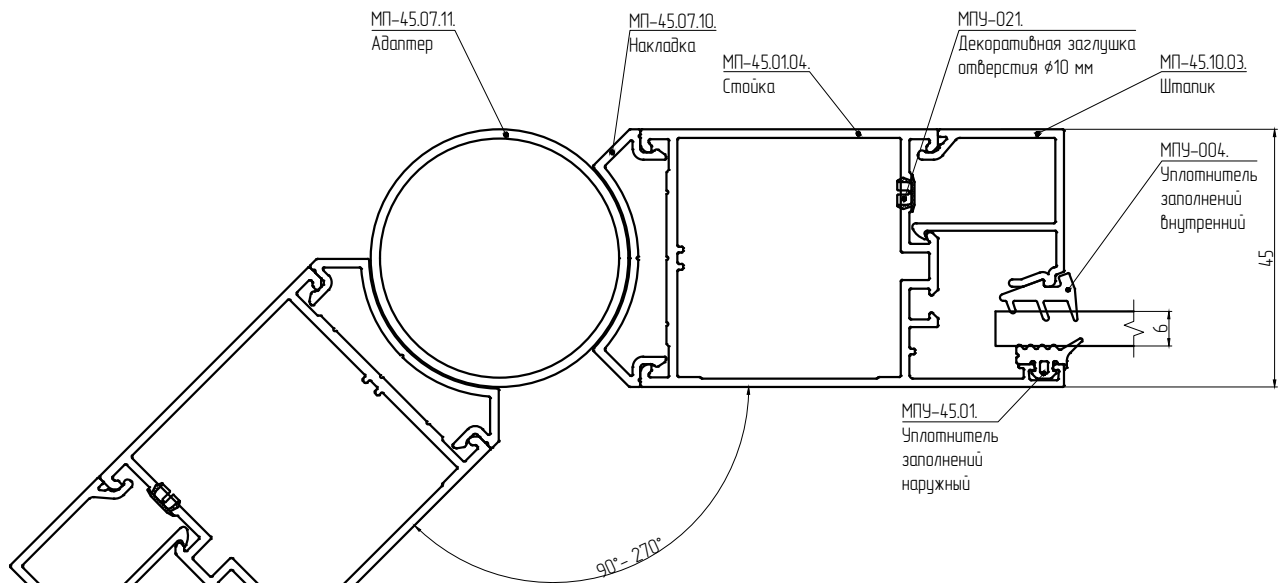 МП-45.07.11.
Адаптер
МП-45.07.10.
Накладка
МП-45.01.04.
Стойка
МПУ-021.
Декоративная заглушка
отверстия ⌀10 мм
МП-45.10.03.
Штапик
МПУ-004.
Уплотнитель
заполнений
внутренний
45
6
МПУ-45.01.
Уплотнитель
заполнений
наружный
90°- 270°